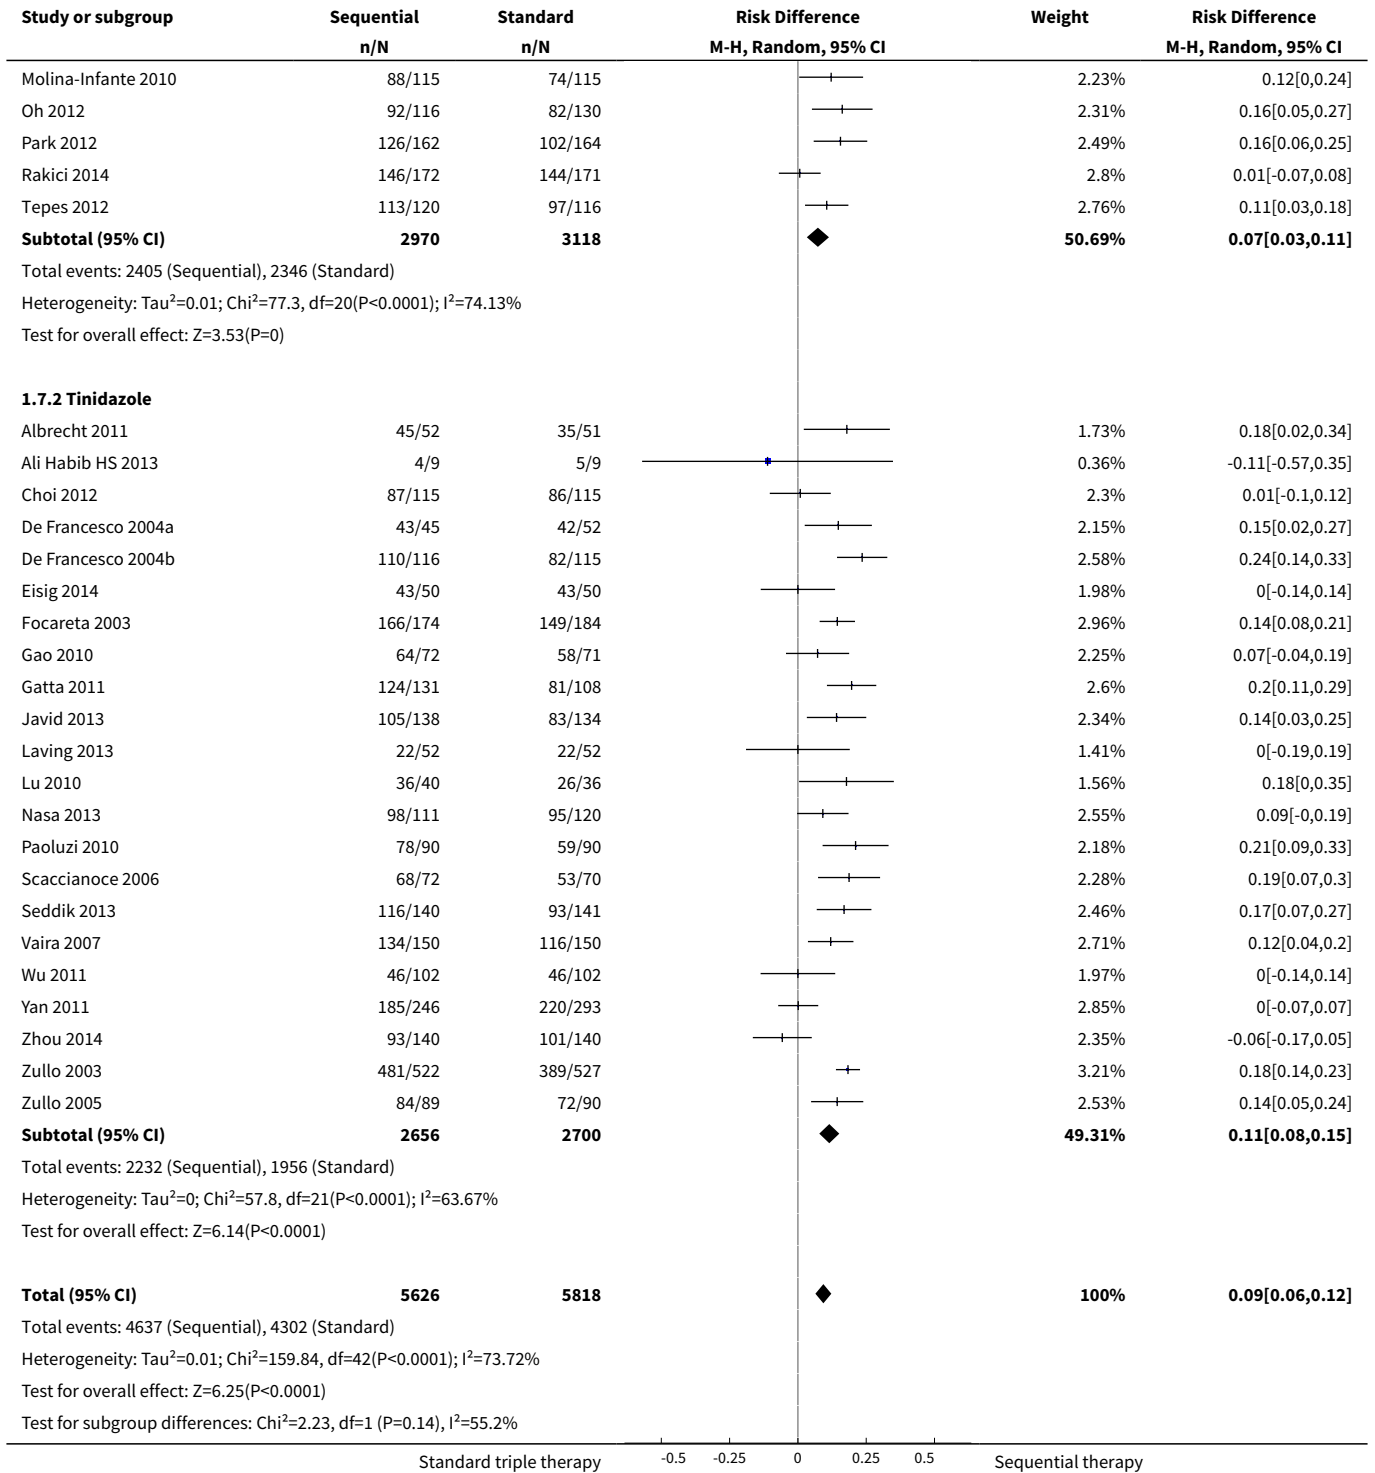 Study or subgroup Sequential Standard Risk Difference Weight Risk Difference
n/N n/N M-H, Random, 95% CI M-H, Random, 95% CI
Molina-Infante 2010 88/115 74/115 2.23% 0.12[0,0.24]
Oh 2012 92/116 82/130 2.31% 0.16[0.05,0.27]
Park 2012 126/162 102/164 2.49% 0.16[0.06,0.25]
Rakici 2014 146/172 144/171 2.8% 0.01[-0.07,0.08]
Tepes 2012 113/120 97/116 2.76% 0.11[0.03,0.18]
Subtotal (95% CI) 2970 3118 50.69% 0.07[0.03,0.11]
Total events: 2405 (Sequential), 2346 (Standard)
Heterogeneity: Tau²=0.01; Chi²=77.3, df=20(P<0.0001); I²=74.13%
Test for overall effect: Z=3.53(P=0)
1.7.2 Tinidazole
Albrecht 2011 45/52 35/51 1.73% 0.18[0.02,0.34]
Ali Habib HS 2013 4/9 5/9 0.36% -0.11[-0.57,0.35]
Choi 2012 87/115 86/115 2.3% 0.01[-0.1,0.12]
De Francesco 2004a 43/45 42/52 2.15% 0.15[0.02,0.27]
De Francesco 2004b 110/116 82/115 2.58% 0.24[0.14,0.33]
Eisig 2014 43/50 43/50 1.98% 0[-0.14,0.14]
Focareta 2003 166/174 149/184 2.96% 0.14[0.08,0.21]
Gao 2010 64/72 58/71 2.25% 0.07[-0.04,0.19]
Gatta 2011 124/131 81/108 2.6% 0.2[0.11,0.29]
Javid 2013 105/138 83/134 2.34% 0.14[0.03,0.25]
Laving 2013 22/52 22/52 1.41% 0[-0.19,0.19]
Lu 2010 36/40 26/36 1.56% 0.18[0,0.35]
Nasa 2013 98/111 95/120 2.55% 0.09[-0,0.19]
Paoluzi 2010 78/90 59/90 2.18% 0.21[0.09,0.33]
Scaccianoce 2006 68/72 53/70 2.28% 0.19[0.07,0.3]
Seddik 2013 116/140 93/141 2.46% 0.17[0.07,0.27]
Vaira 2007 134/150 116/150 2.71% 0.12[0.04,0.2]
Wu 2011 46/102 46/102 1.97% 0[-0.14,0.14]
Yan 2011 185/246 220/293 2.85% 0[-0.07,0.07]
Zhou 2014 93/140 101/140 2.35% -0.06[-0.17,0.05]
Zullo 2003 481/522 389/527 3.21% 0.18[0.14,0.23]
Zullo 2005 84/89 72/90 2.53% 0.14[0.05,0.24]
Subtotal (95% CI) 2656 2700 49.31% 0.11[0.08,0.15]
Total events: 2232 (Sequential), 1956 (Standard)
Heterogeneity: Tau²=0; Chi²=57.8, df=21(P<0.0001); I²=63.67%
Test for overall effect: Z=6.14(P<0.0001)
Total (95% CI) 5626 5818 100% 0.09[0.06,0.12]
Total events: 4637 (Sequential), 4302 (Standard)
Heterogeneity: Tau²=0.01; Chi²=159.84, df=42(P<0.0001); I²=73.72%
Test for overall effect: Z=6.25(P<0.0001)
Test for subgroup differences: Chi²=2.23, df=1 (P=0.14), I²=55.2%
Standard triple therapy -0.5 -0.25 0 0.25 0.5 Sequential therapy